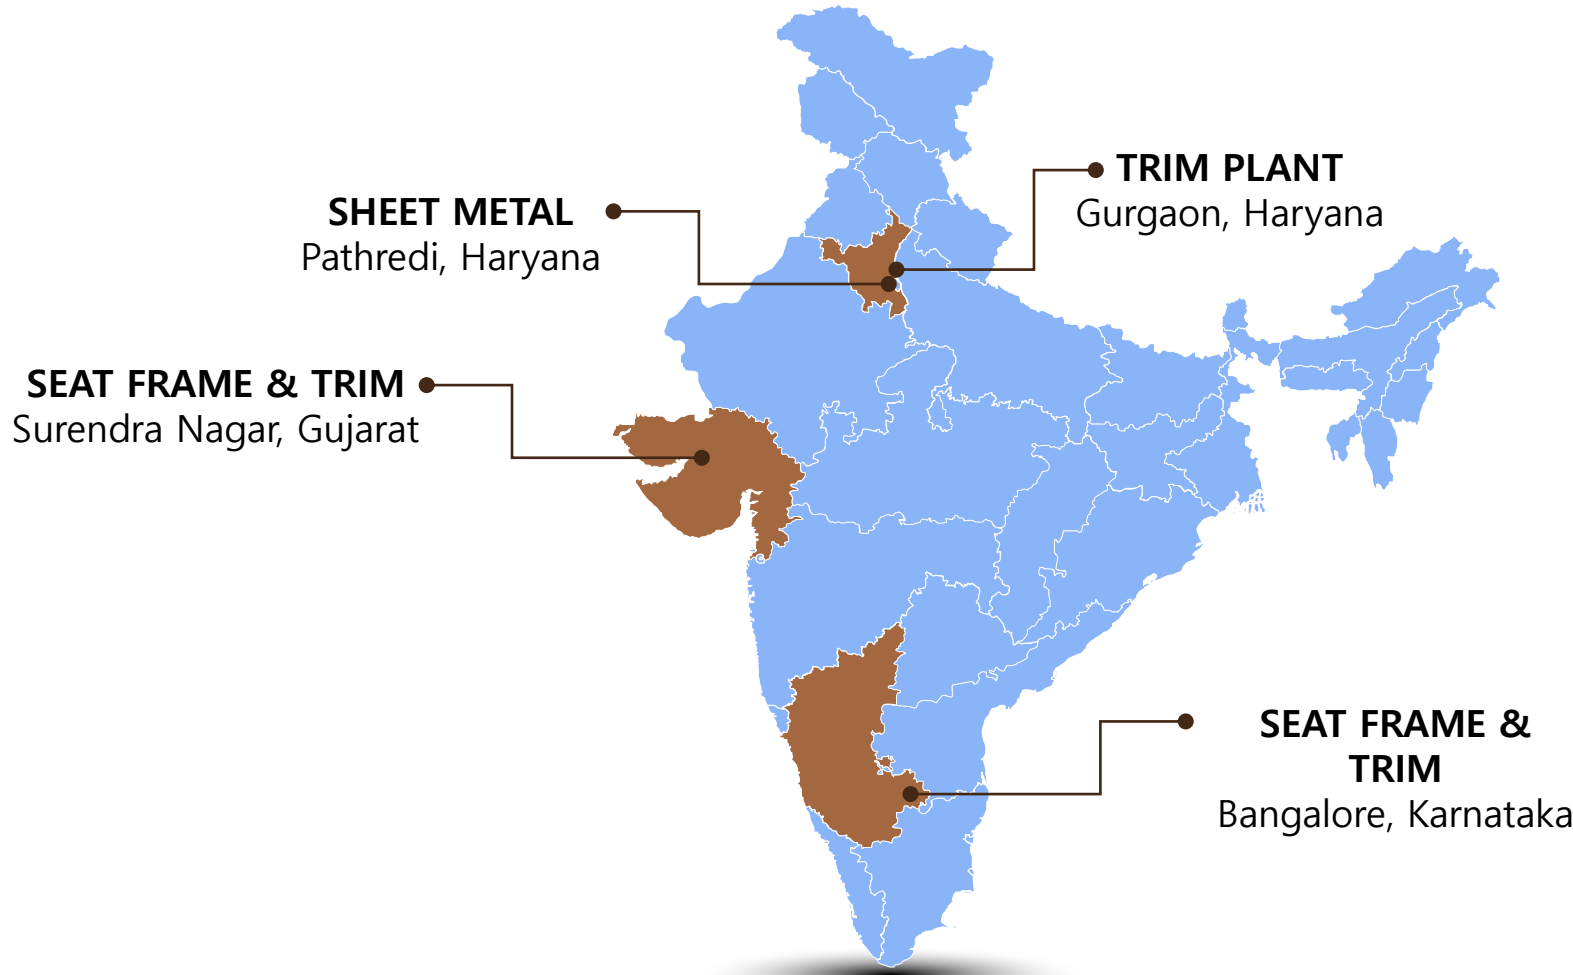 TRIM PLANT
Gurgaon, Haryana
SHEET METAL
Pathredi, Haryana
SEAT FRAME & TRIM
Surendra Nagar, Gujarat
SEAT FRAME &
TRIM
Bangalore, Karnataka